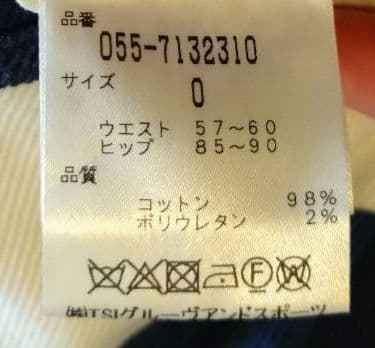 品番
055-7132310
サイズ
0
ウエスト 57～60
ヒップ 85～90
品質
コットン 98%
ポリウレタン 2%
㈱TSIグルーヴアンドスポーツ